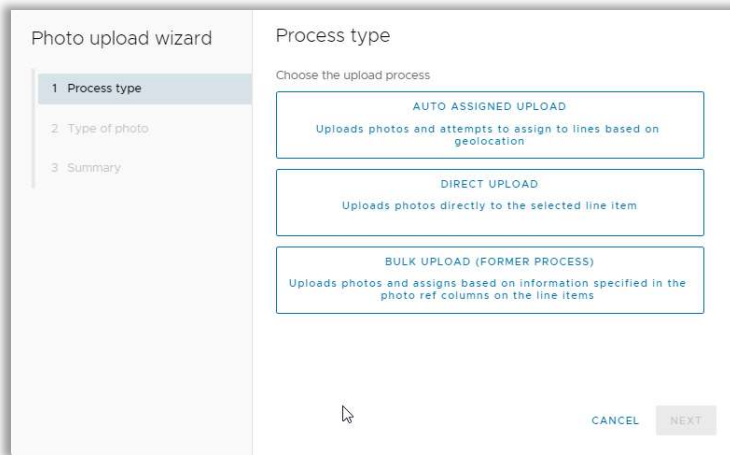 Photo upload wizard
1 Process type
2 Type of photo
3 Summary
Process type
Choose the upload process
AUTO ASSIGNED UPLOAD
Uploads photos and attempts to assign to lines based on
geolocation
DIRECT UPLOAD
Uploads photos directly to the selected line item
BULK UPLOAD (FORMER PROCESS)
Uploads photos and assigns based on information specified in the
photo ref columns on the line items
CANCEL NEXT